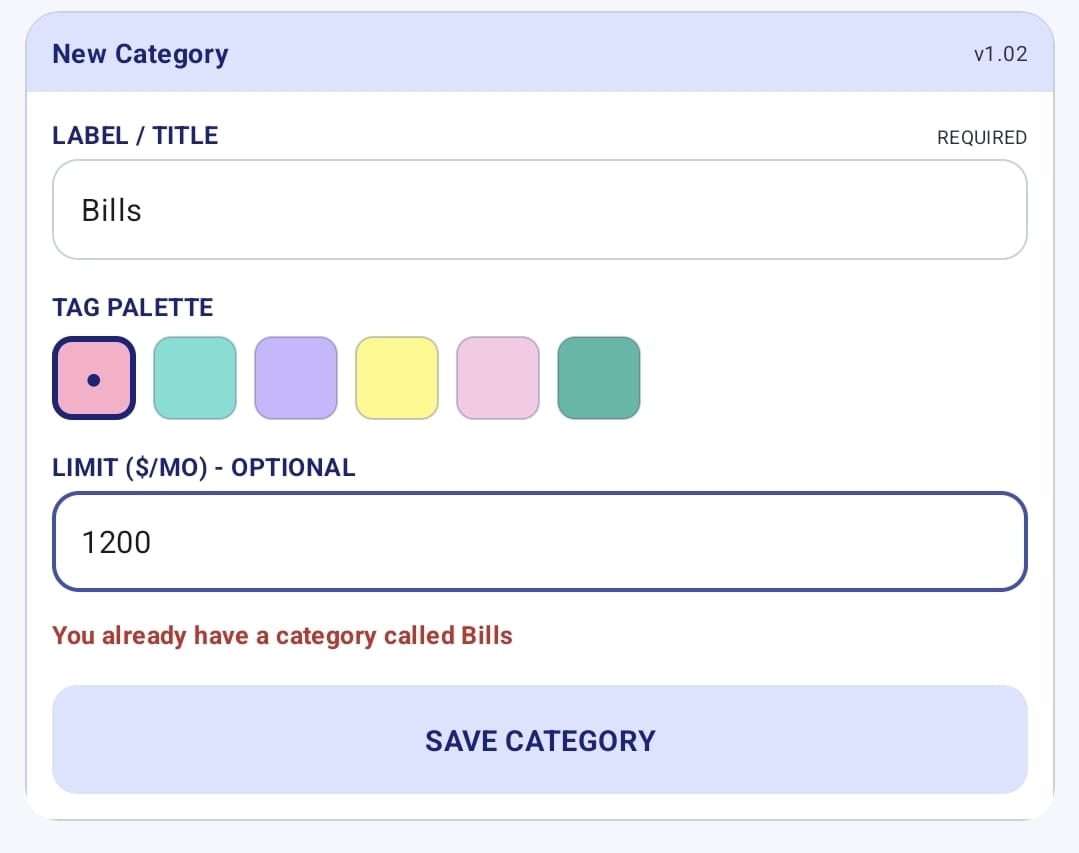 New Category
v1.02
LABEL / TITLE
REQUIRED
Bills
TAG PALETTE
LIMIT ($/MO) - OPTIONAL
1200
You already have a category called Bills
SAVE CATEGORY